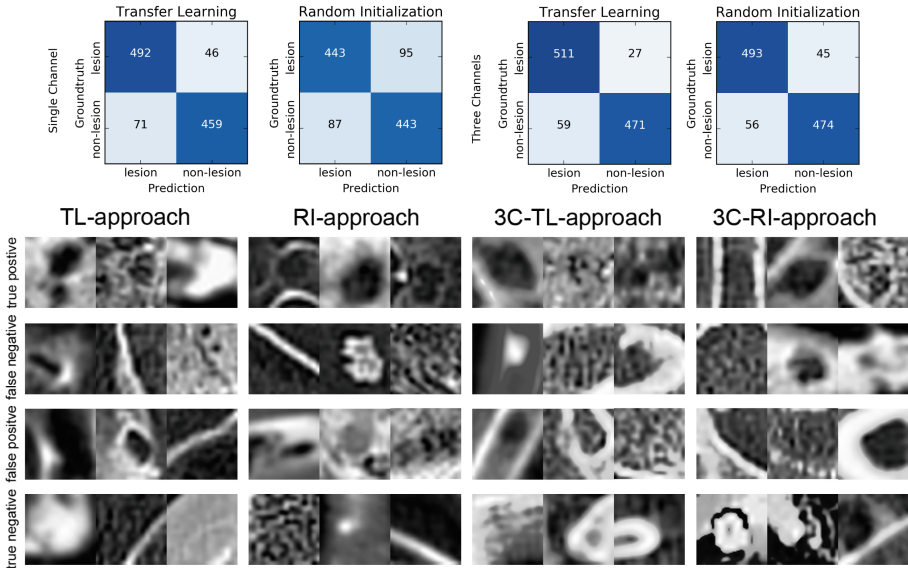 Transfer Learning
Random Initialization
Transfer Learning
Random Initialization
Single Channel
Groundtruth
lesion
non-lesion
492
46
71
459
443
95
87
443
lesion
non-lesion
lesion
non-lesion
Prediction
Prediction
Three Channels
Groundtruth
lesion
non-lesion
511
27
59
471
Groundtruth
lesion
non-lesion
493
45
56
474
lesion
non-lesion
lesion
non-lesion
Prediction
Prediction
Groundtruth
lesion
non-lesion
TL-approach
RI-approach
3C-TL-approach
3C-RI-approach
true postive
false negative
false positve
true negative